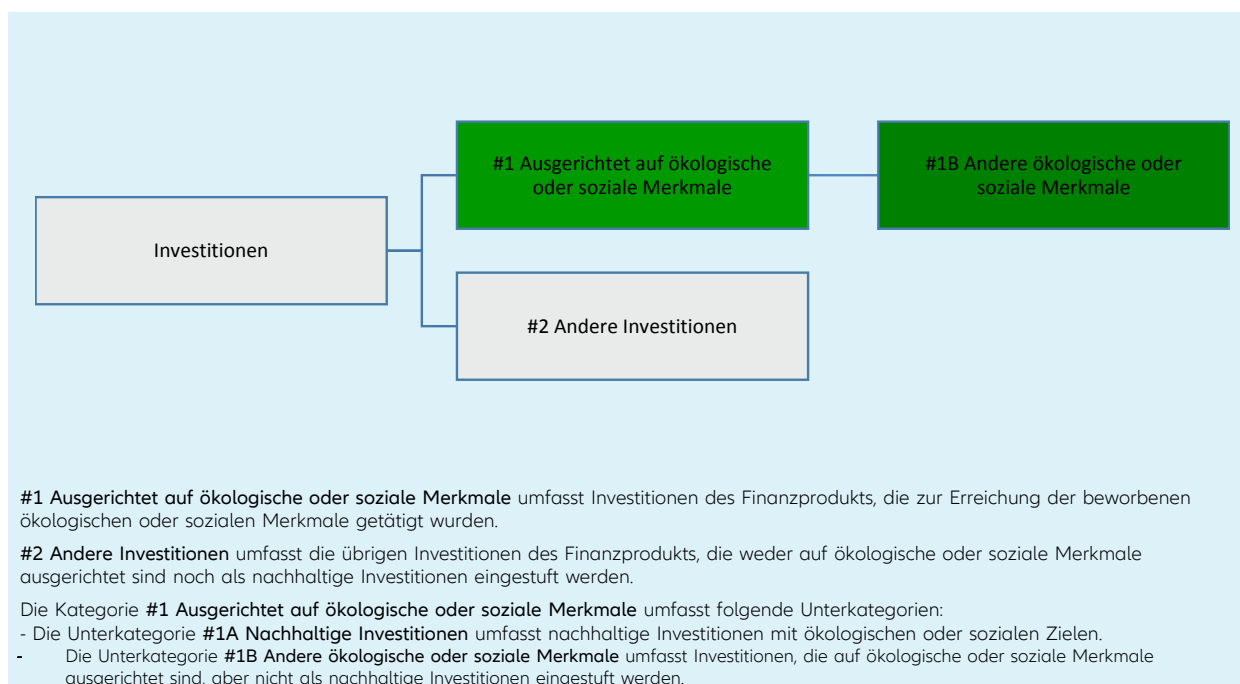 #1 Ausgerichtet auf ökologische
oder soziale Merkmale
#1B Andere ökologische oder
soziale Merkmale
Investitionen
#2 Andere Investitionen
#1 Ausgerichtet auf ökologische oder soziale Merkmale umfasst Investitionen des Finanzprodukts, die zur Erreichung der beworbenen
ökologischen oder sozialen Merkmale getätigt wurden.
#2 Andere Investitionen umfasst die übrigen Investitionen des Finanzprodukts, die weder auf ökologische oder soziale Merkmale
ausgerichtet sind noch als nachhaltige Investitionen eingestuft werden.
Die Kategorie #1 Ausgerichtet auf ökologische oder soziale Merkmale umfasst folgende Unterkategorien:
- Die Unterkategorie #1A Nachhaltige Investitionen umfasst nachhaltige Investitionen mit ökologischen oder sozialen Zielen.
- Die Unterkategorie #1B Andere ökologische oder soziale Merkmale umfasst Investitionen, die auf ökologische oder soziale Merkmale
ausgerichtet sind, aber nicht als nachhaltige Investitionen eingestuft werden.